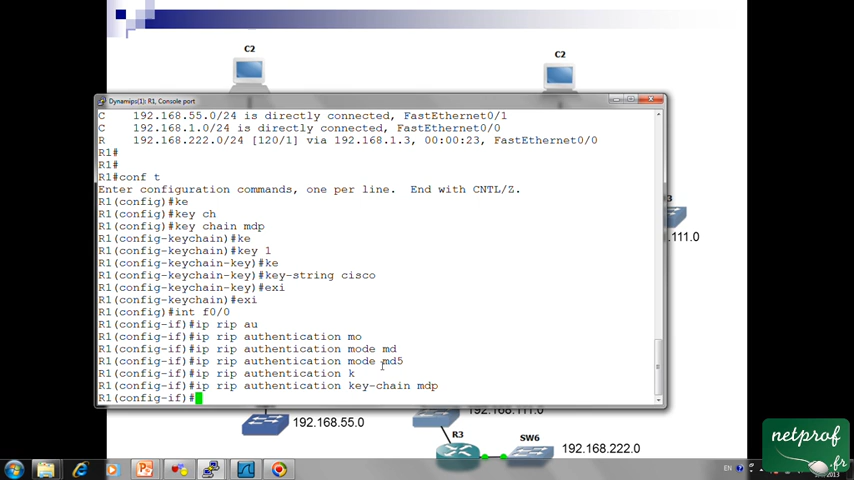 C2
C2
Dynamips(1): R1, Console port
C    192.168.55.0/24 is directly connected, FastEthernet0/1
C    192.168.1.0/24 is directly connected, FastEthernet0/0
R    192.168.222.0/24 [120/1] via 192.168.1.3, 00:00:23, FastEthernet0/0
R1#
R1#
R1#conf t
Enter configuration commands, one per line.  End with CNTL/Z.
R1(config)#ke
R1(config)#key ch
R1(config)#key chain mdp
R1(config-keychain)#ke
R1(config-keychain)#key 1
R1(config-keychain-key)#ke
R1(config-keychain-key)#key-string cisco
R1(config-keychain-key)#exi
R1(config-keychain)#exi
R1(config)#int f0/0
R1(config-if)#ip rip au
R1(config-if)#ip rip authentication mo
R1(config-if)#ip rip authentication mode md
R1(config-if)#ip rip authentication mode md5
R1(config-if)#ip rip authentication k
R1(config-if)#ip rip authentication key-chain mdp
R1(config-if)#
3
.111.0
192.168.55.0
192.168.111.0
R3
SW6
192.168.222.0
EN
netprof
.fr